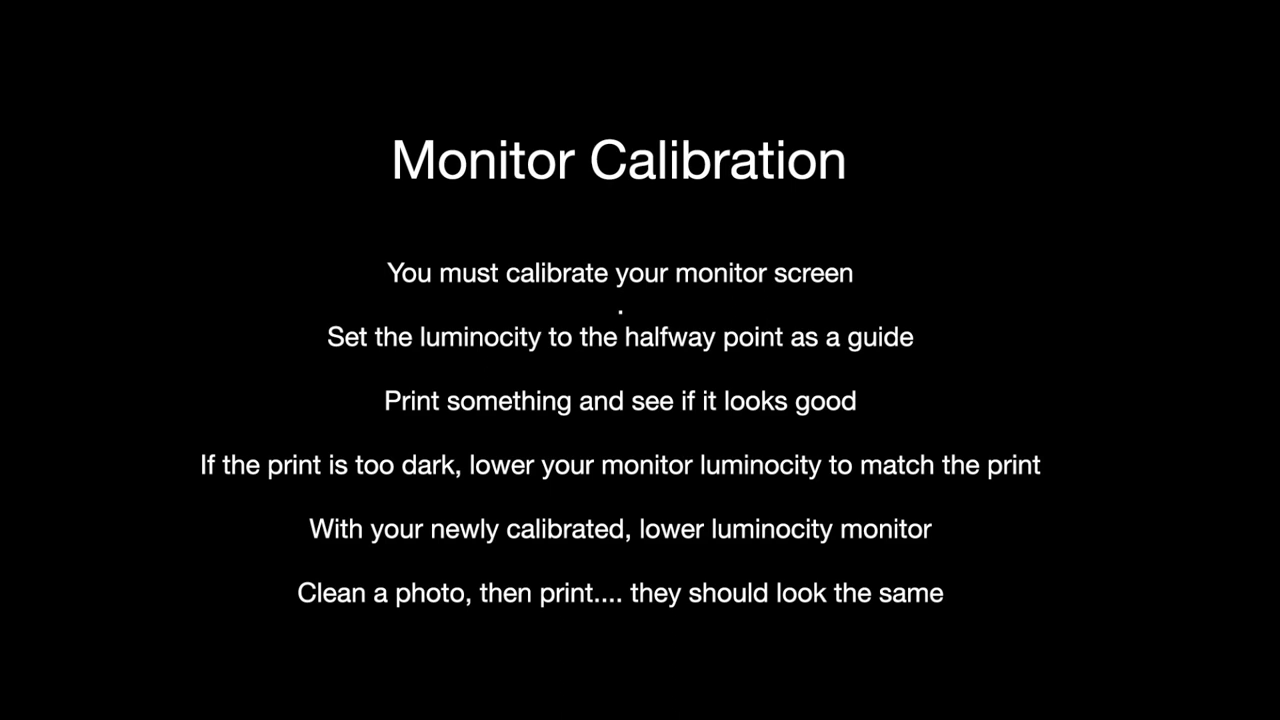 Monitor Calibration
You must calibrate your monitor screen
.
Set the luminocity to the halfway point as a guide
Print something and see if it looks good
If the print is too dark, lower your monitor luminocity to match the print
With your newly calibrated, lower luminocity monitor
Clean a photo, then print.... they should look the same